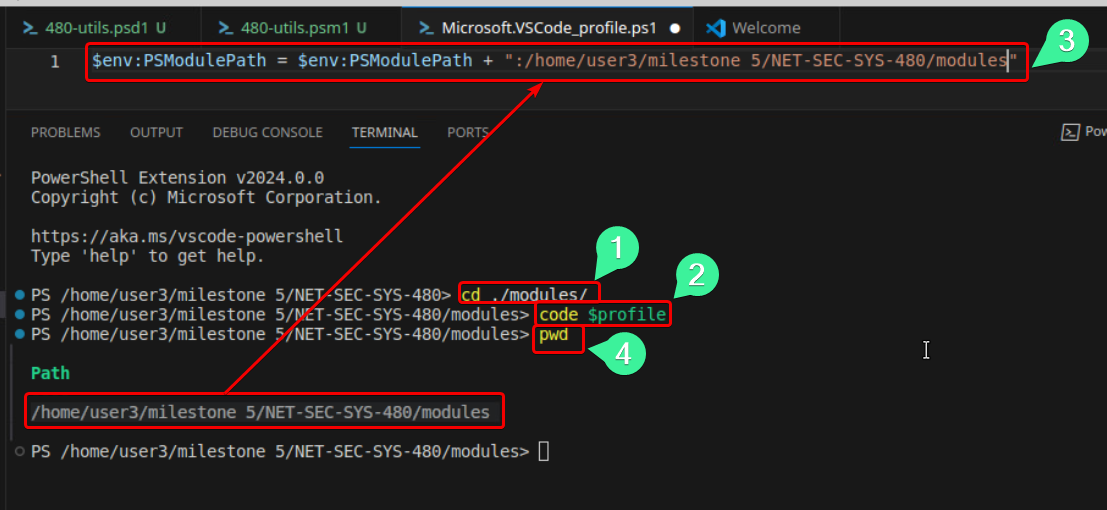 480-utils.psd1 U
480-utils.psm1 U
Microsoft.VSCode_profile.ps1
Welcome
3
1 $env:PSModulePath = $env:PSModulePath + ":/home/user3/milestone 5/NET-SEC-SYS-480/modules"
PROBLEMS OUTPUT DEBUG CONSOLE TERMINAL PORTS
Pow
PowerShell Extension v2024.0.0
Copyright (c) Microsoft Corporation.
https://aka.ms/vscode-powershell
Type 'help' to get help.
1
2
PS /home/user3/milestone 5/NET-SEC-SYS-480> cd ./modules/
PS /home/user3/milestone 5/NET-SEC-SYS-480/modules> code $profile
PS /home/user3/milestone 5/NET-SEC-SYS-480/modules> pwd
4
Path
/home/user3/milestone 5/NET-SEC-SYS-480/modules
PS /home/user3/milestone 5/NET-SEC-SYS-480/modules>